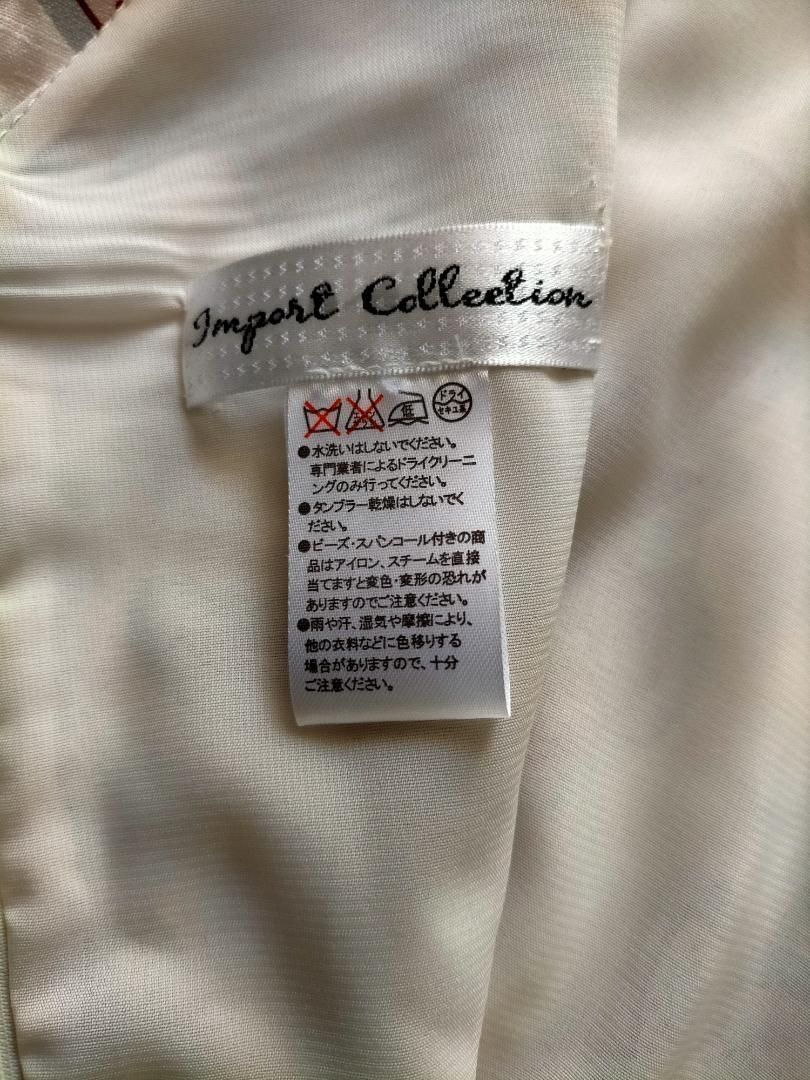 Import Collection
低
ドライ
セキユ系
●水洗いはしないでください。
専門業者によるドライクリーニ
ングのみ行ってください。
●タンブラー乾燥はしないでく
ださい。
●ビーズ・スパンコール付きの商
品はアイロン、スチームを直接
当てますと変色・変形の恐れが
ありますのでご注意ください。
●雨や汗、湿気や摩擦により、
他の衣料などに色移りする
場合がありますので、十分
ご注意ください。